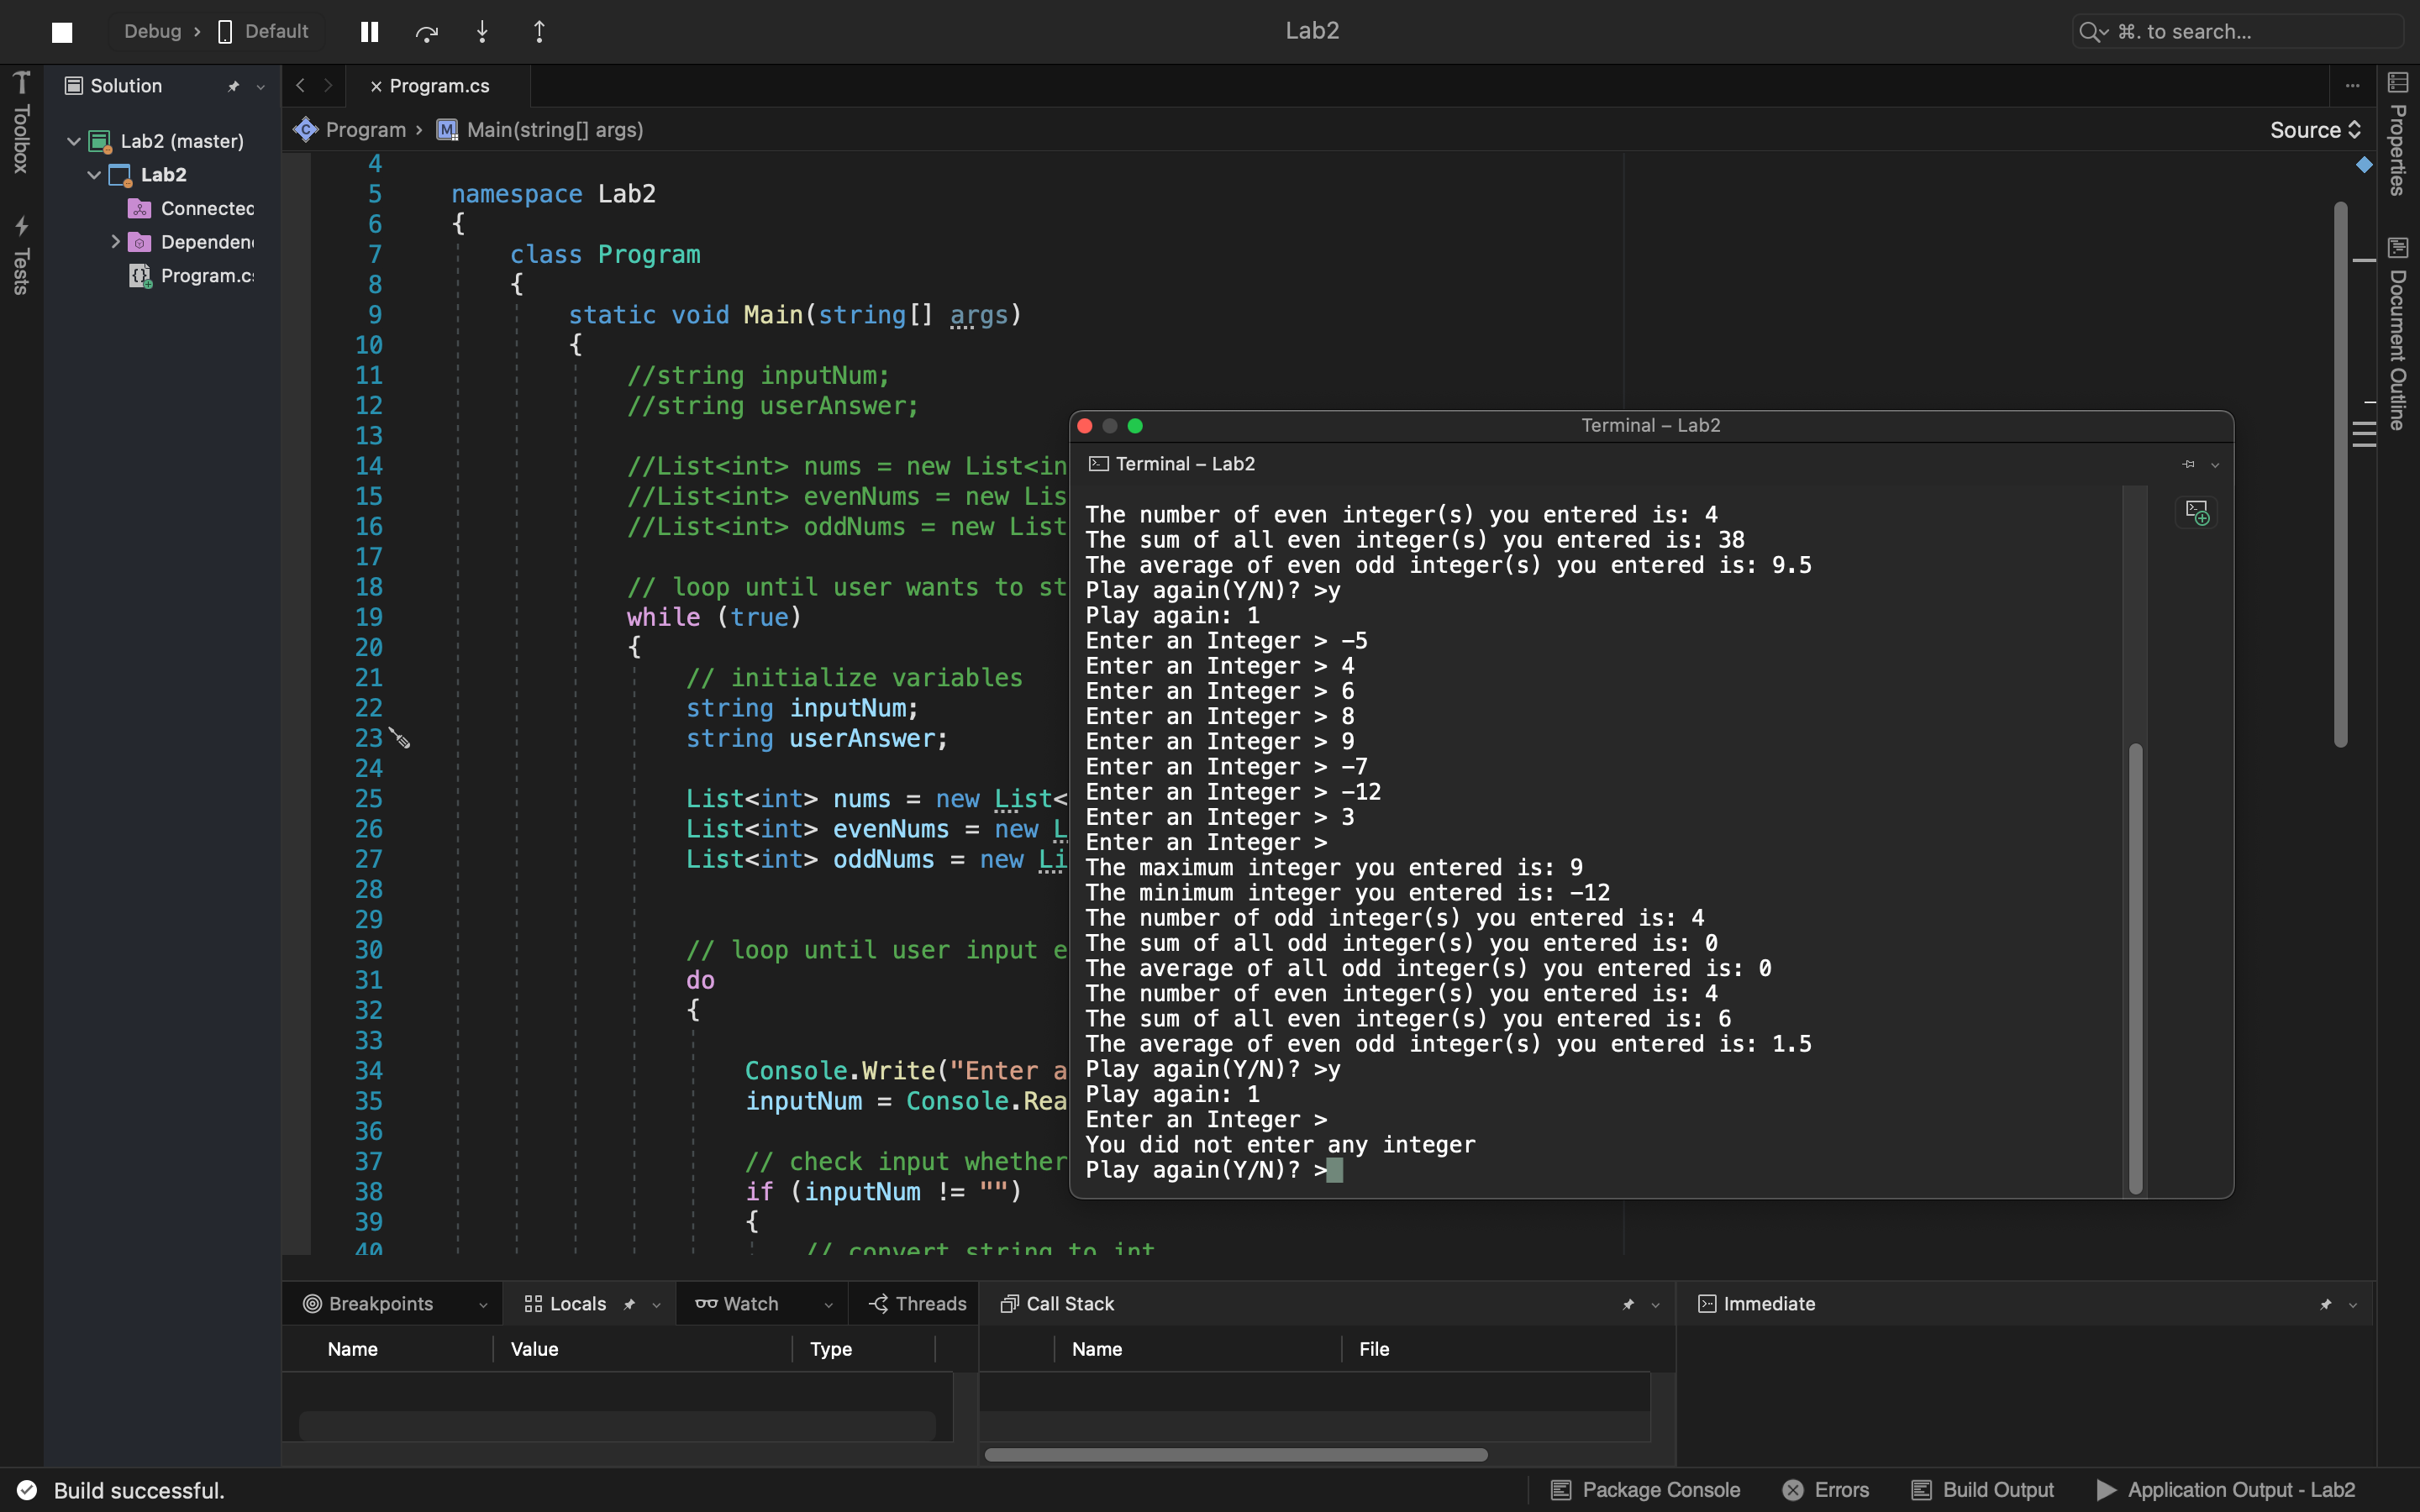 Debug › Default
Lab2
⌘. to search...
Toolbox
Tests
Solution
Lab2 (master)
Lab2
Connectec
Dependen
Program.c
× Program.cs
Program › Main(string[] args)
Source
Properties
Document Outline
4
5 namespace Lab2
6 {
7 class Program
8 {
9 static void Main(string[] args)
10 {
11 //string inputNum;
12 //string userAnswer;
13
14 //List<int> nums = new List<in
15 //List<int> evenNums = new Lis
16 //List<int> oddNums = new List
17
18 // loop until user wants to st
19 while (true)
20 {
21 // initialize variables
22 string inputNum;
23 string userAnswer;
24
25 List<int> nums = new List<
26 List<int> evenNums = new L
27 List<int> oddNums = new Li
28
29
30 // loop until user input e
31 do
32 {
33
34 Console.Write("Enter a
35 inputNum = Console.Rea
36
37 // check input whether
38 if (inputNum != "")
39 {
40 // convert string to int
Terminal – Lab2
Terminal – Lab2
The number of even integer(s) you entered is: 4
The sum of all even integer(s) you entered is: 38
The average of even odd integer(s) you entered is: 9.5
Play again(Y/N)? >y
Play again: 1
Enter an Integer > -5
Enter an Integer > 4
Enter an Integer > 6
Enter an Integer > 8
Enter an Integer > 9
Enter an Integer > -7
Enter an Integer > -12
Enter an Integer > 3
Enter an Integer >
The maximum integer you entered is: 9
The minimum integer you entered is: -12
The number of odd integer(s) you entered is: 4
The sum of all odd integer(s) you entered is: 0
The average of all odd integer(s) you entered is: 0
The number of even integer(s) you entered is: 4
The sum of all even integer(s) you entered is: 6
The average of even odd integer(s) you entered is: 1.5
Play again(Y/N)? >y
Play again: 1
Enter an Integer >
You did not enter any integer
Play again(Y/N)? >
Breakpoints
Locals
Watch
Threads
Name Value Type
Call Stack
Name File
Immediate
Build successful.
Package Console
Errors
Build Output
Application Output - Lab2